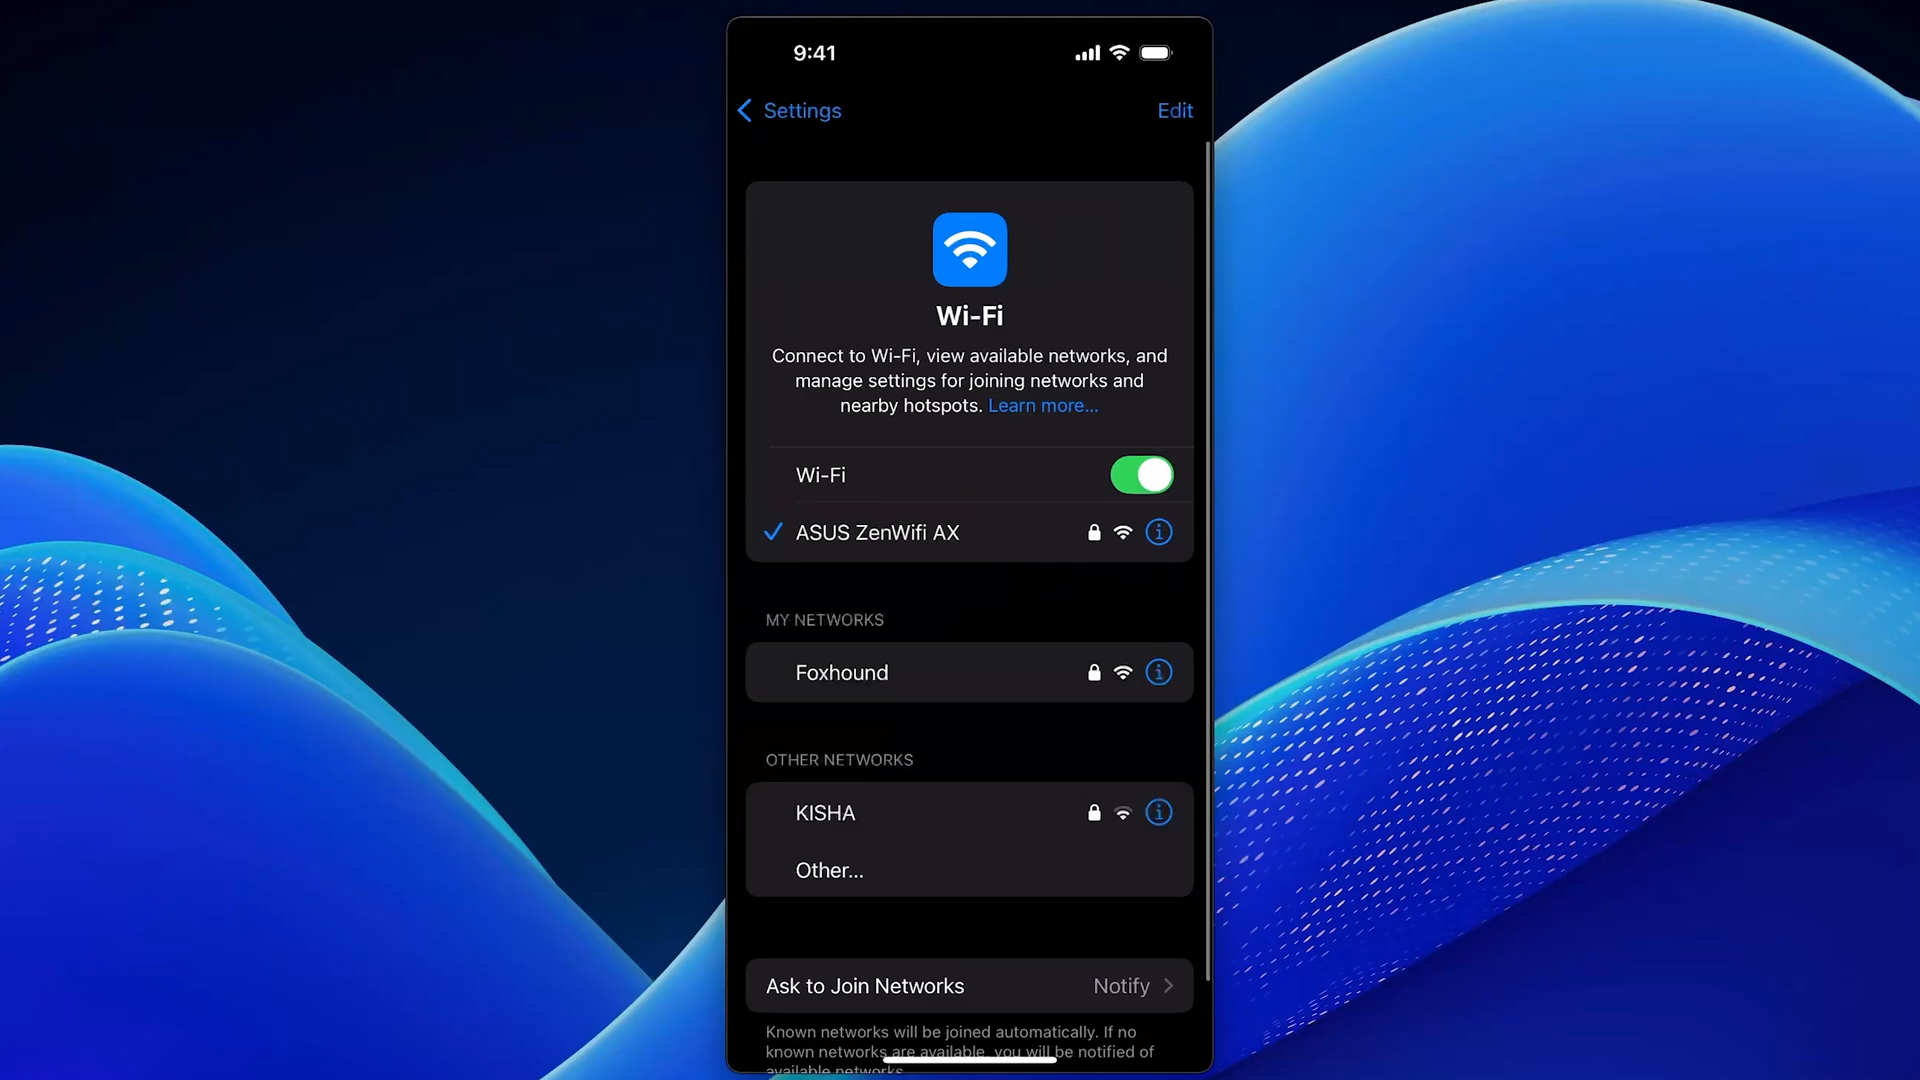 9:41
Settings
Edit
Wi-Fi
Connect to Wi-Fi, view available networks, and
manage settings for joining networks and
nearby hotspots. Learn more...
Wi-Fi
ASUS ZenWifi AX
MY NETWORKS
Foxhound
OTHER NETWORKS
KISHA
Other...
Ask to Join Networks
Notify
Known networks will be joined automatically. If no
known networks are available, you will be notified of
available networks.